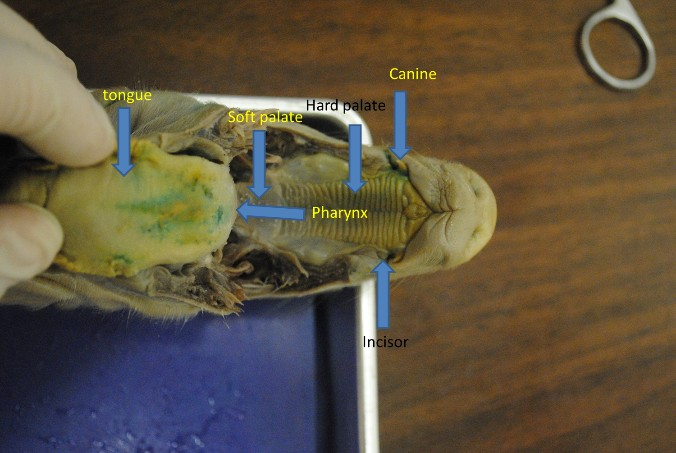 Canine
tongue
Hard palate
Soft palate
Pharynx
Incisor